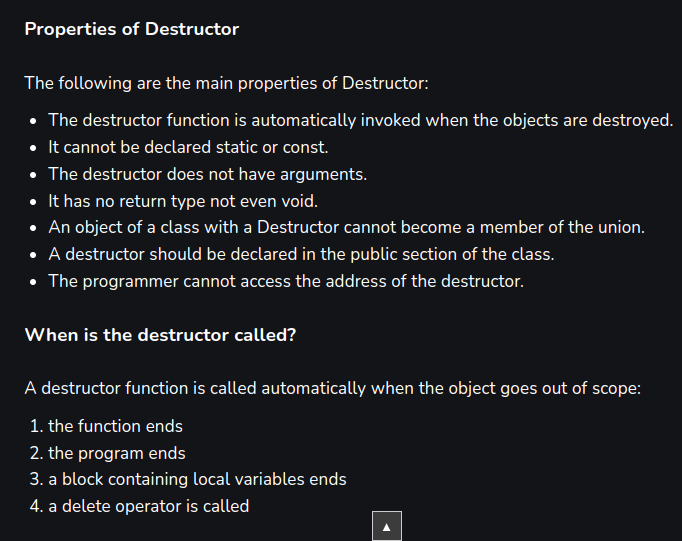 Properties of Destructor
The following are the main properties of Destructor:
• The destructor function is automatically invoked when the objects are destroyed.
• It cannot be declared static or const.
• The destructor does not have arguments.
• It has no return type not even void.
• An object of a class with a Destructor cannot become a member of the union.
• A destructor should be declared in the public section of the class.
• The programmer cannot access the address of the destructor.
When is the destructor called?
A destructor function is called automatically when the object goes out of scope:
1. the function ends
2. the program ends
3. a block containing local variables ends
4. a delete operator is called